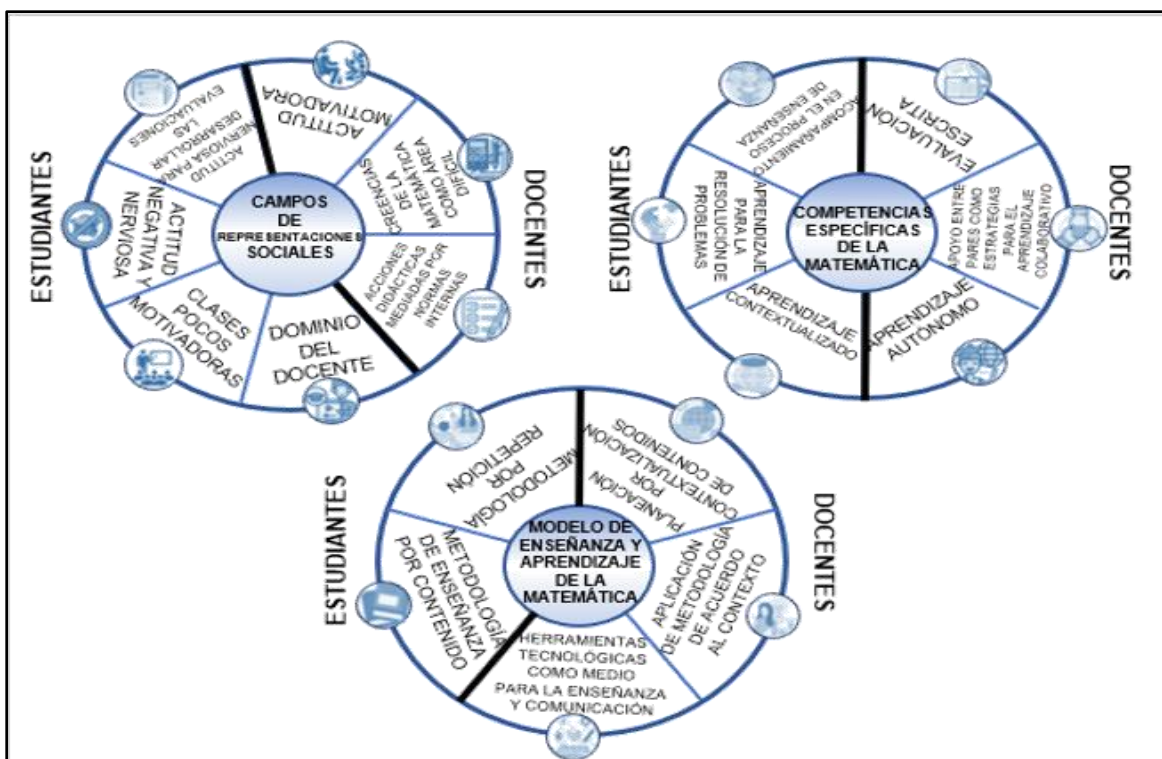 ESTUDIANTES
DOCENTES
CAMPOS
DE
REPRESENTACIONES
SOCIALES
ACTITUD
MOTIVADORA
CREENCIAS
DE LA
MATEMÁTICA
COMO ÁREA
DIFÍCIL
ACCIONES
DIDÁCTICAS
MEDIADAS POR
NORMAS
INTERNAS
DOMINIO
DEL
DOCENTE
CLASES
POCOS
MOTIVADORAS
ACTITUD
NEGATIVA Y
NERVIOSA
ACTITUD
NERVIOSA PARA
DESARROLLAR
LAS
EVALUACIONES
ESTUDIANTES
DOCENTES
COMPETENCIAS
ESPECÍFICAS
DE LA
MATEMÁTICA
EVALUACIÓN
ESCRITA
APOYO ENTRE
PARES COMO
ESTRATEGIAS
PARA EL
APRENDIZAJE
COLABORATIVO
APRENDIZAJE
AUTÓNOMO
APRENDIZAJE
CONTEXTUALIZADO
APRENDIZAJE
PARA LA
RESOLUCIÓN DE
PROBLEMAS
ACOMPAÑAMIENTO
EN EL PROCESO
DE ENSEÑANZA
ESTUDIANTES
DOCENTES
MODELO DE
ENSEÑANZA Y
APRENDIZAJE
DE LA
MATEMÁTICA
PLANEACIÓN
POR
CONTEXTUALIZACIÓN
DE CONTENIDOS
APLICACIÓN
DE METODOLOGÍA
DE ACUERDO
AL CONTEXTO
HERRAMIENTAS
TECNOLÓGICAS
COMO MEDIO
PARA LA ENSEÑANZA
Y COMUNICACIÓN
METODOLOGÍA
DE ENSEÑANZA
POR CONTENIDO
METODOLOGÍA
POR
REPETICIÓN